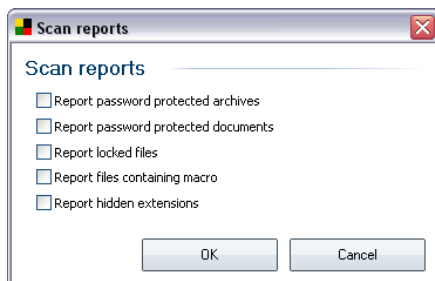 Scan reports
Scan reports
Report password protected archives
Report password protected documents
Report locked files
Report files containing macro
Report hidden extensions
OK
Cancel